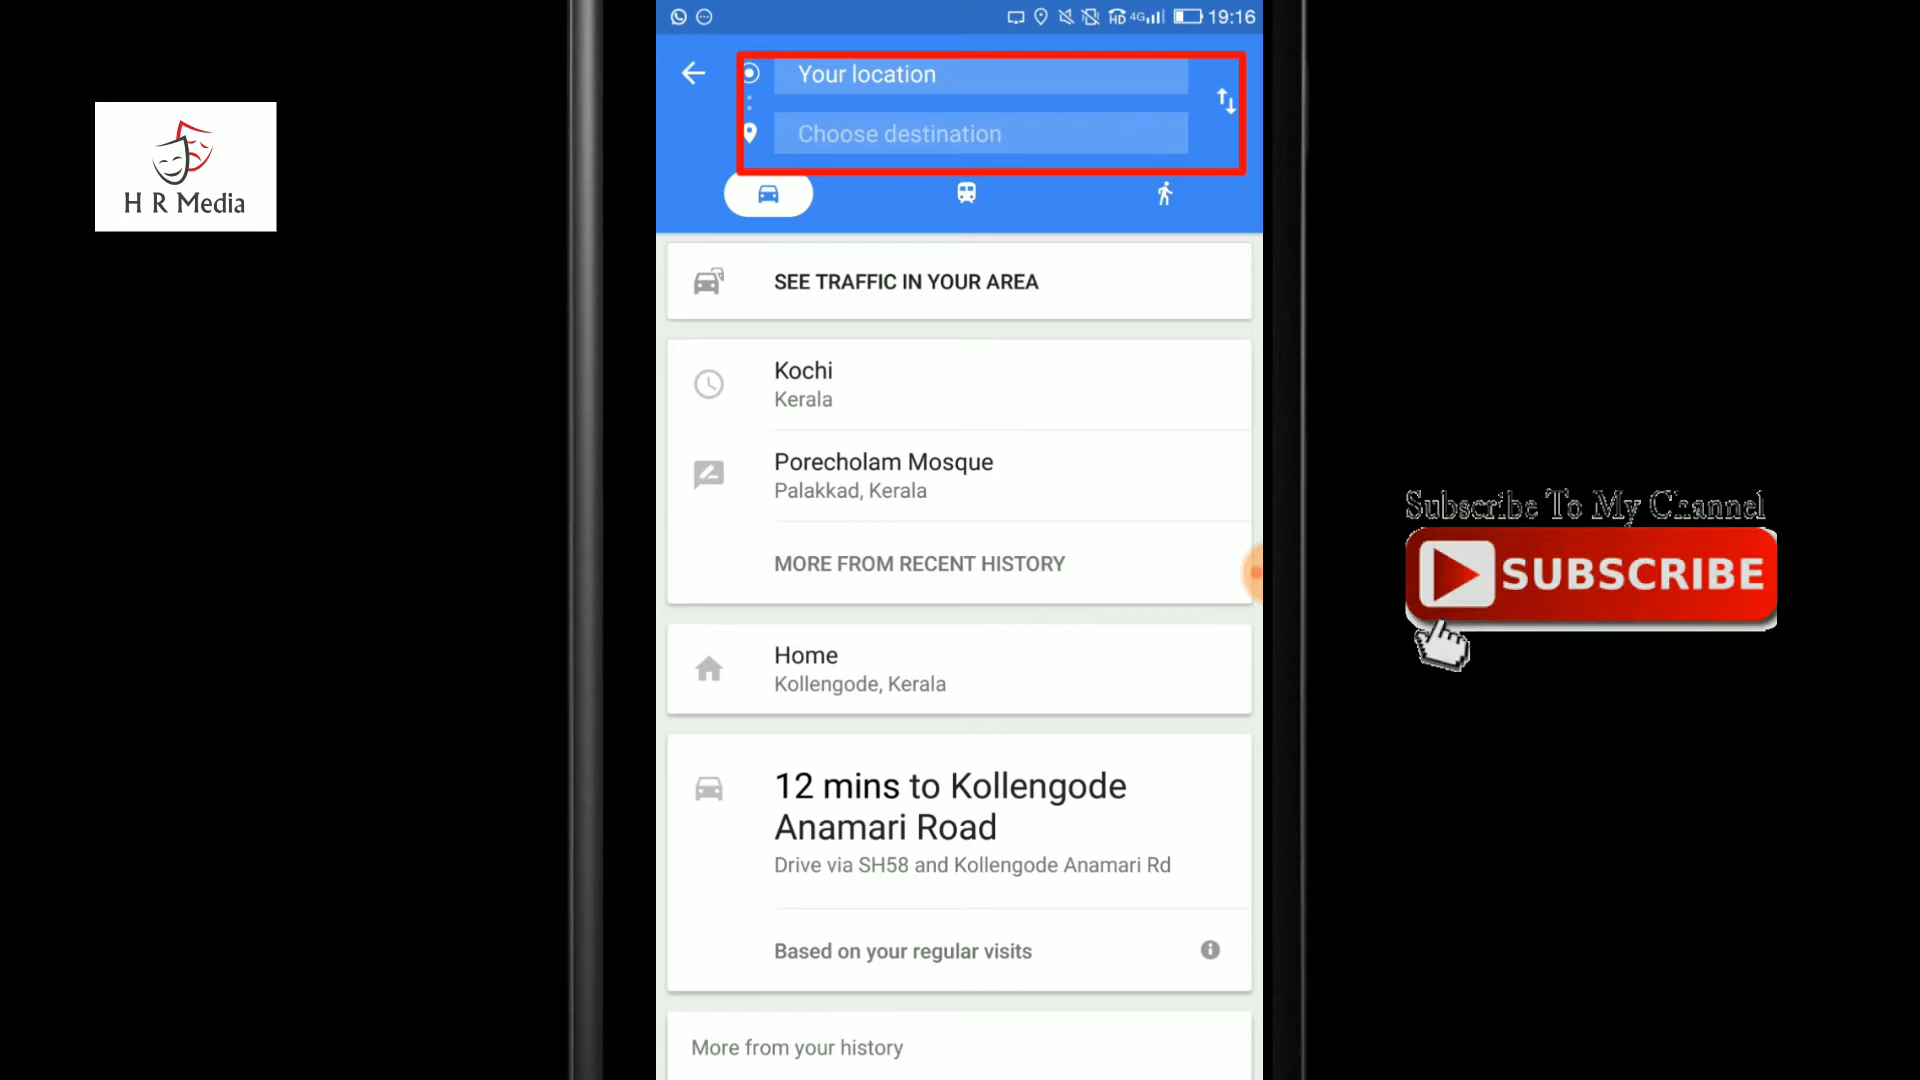 HD 4G 19:16
Your location
Choose destination
H R Media
SEE TRAFFIC IN YOUR AREA
Kochi
Kerala
Porecholam Mosque
Palakkad, Kerala
MORE FROM RECENT HISTORY
Subscribe To My Channel
SUBSCRIBE
Home
Kollengode, Kerala
12 mins to Kollengode
Anamari Road
Drive via SH58 and Kollengode Anamari Rd
Based on your regular visits
More from your history